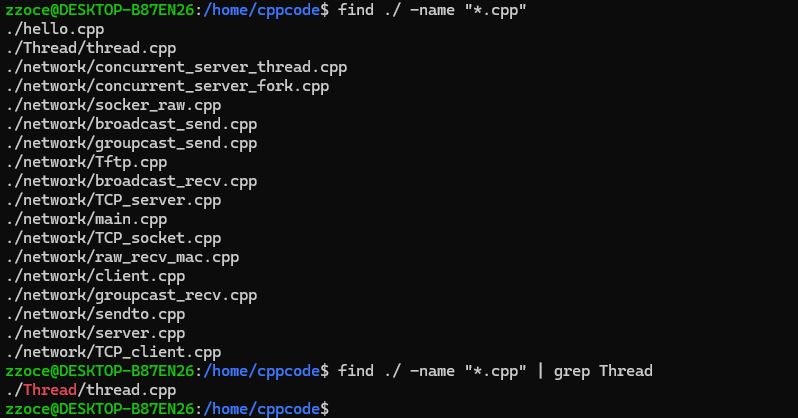 zzoce@DESKTOP-B87EN26:/home/cppcode$ find ./ -name "*.cpp"
./hello.cpp
./Thread/thread.cpp
./network/concurrent_server_thread.cpp
./network/concurrent_server_fork.cpp
./network/socker_raw.cpp
./network/broadcast_send.cpp
./network/groupcast_send.cpp
./network/Tftp.cpp
./network/broadcast_recv.cpp
./network/TCP_server.cpp
./network/main.cpp
./network/TCP_socket.cpp
./network/raw_recv_mac.cpp
./network/client.cpp
./network/groupcast_recv.cpp
./network/sendto.cpp
./network/server.cpp
./network/TCP_client.cpp
zzoce@DESKTOP-B87EN26:/home/cppcode$ find ./ -name "*.cpp" | grep Thread
./Thread/thread.cpp
zzoce@DESKTOP-B87EN26:/home/cppcode$